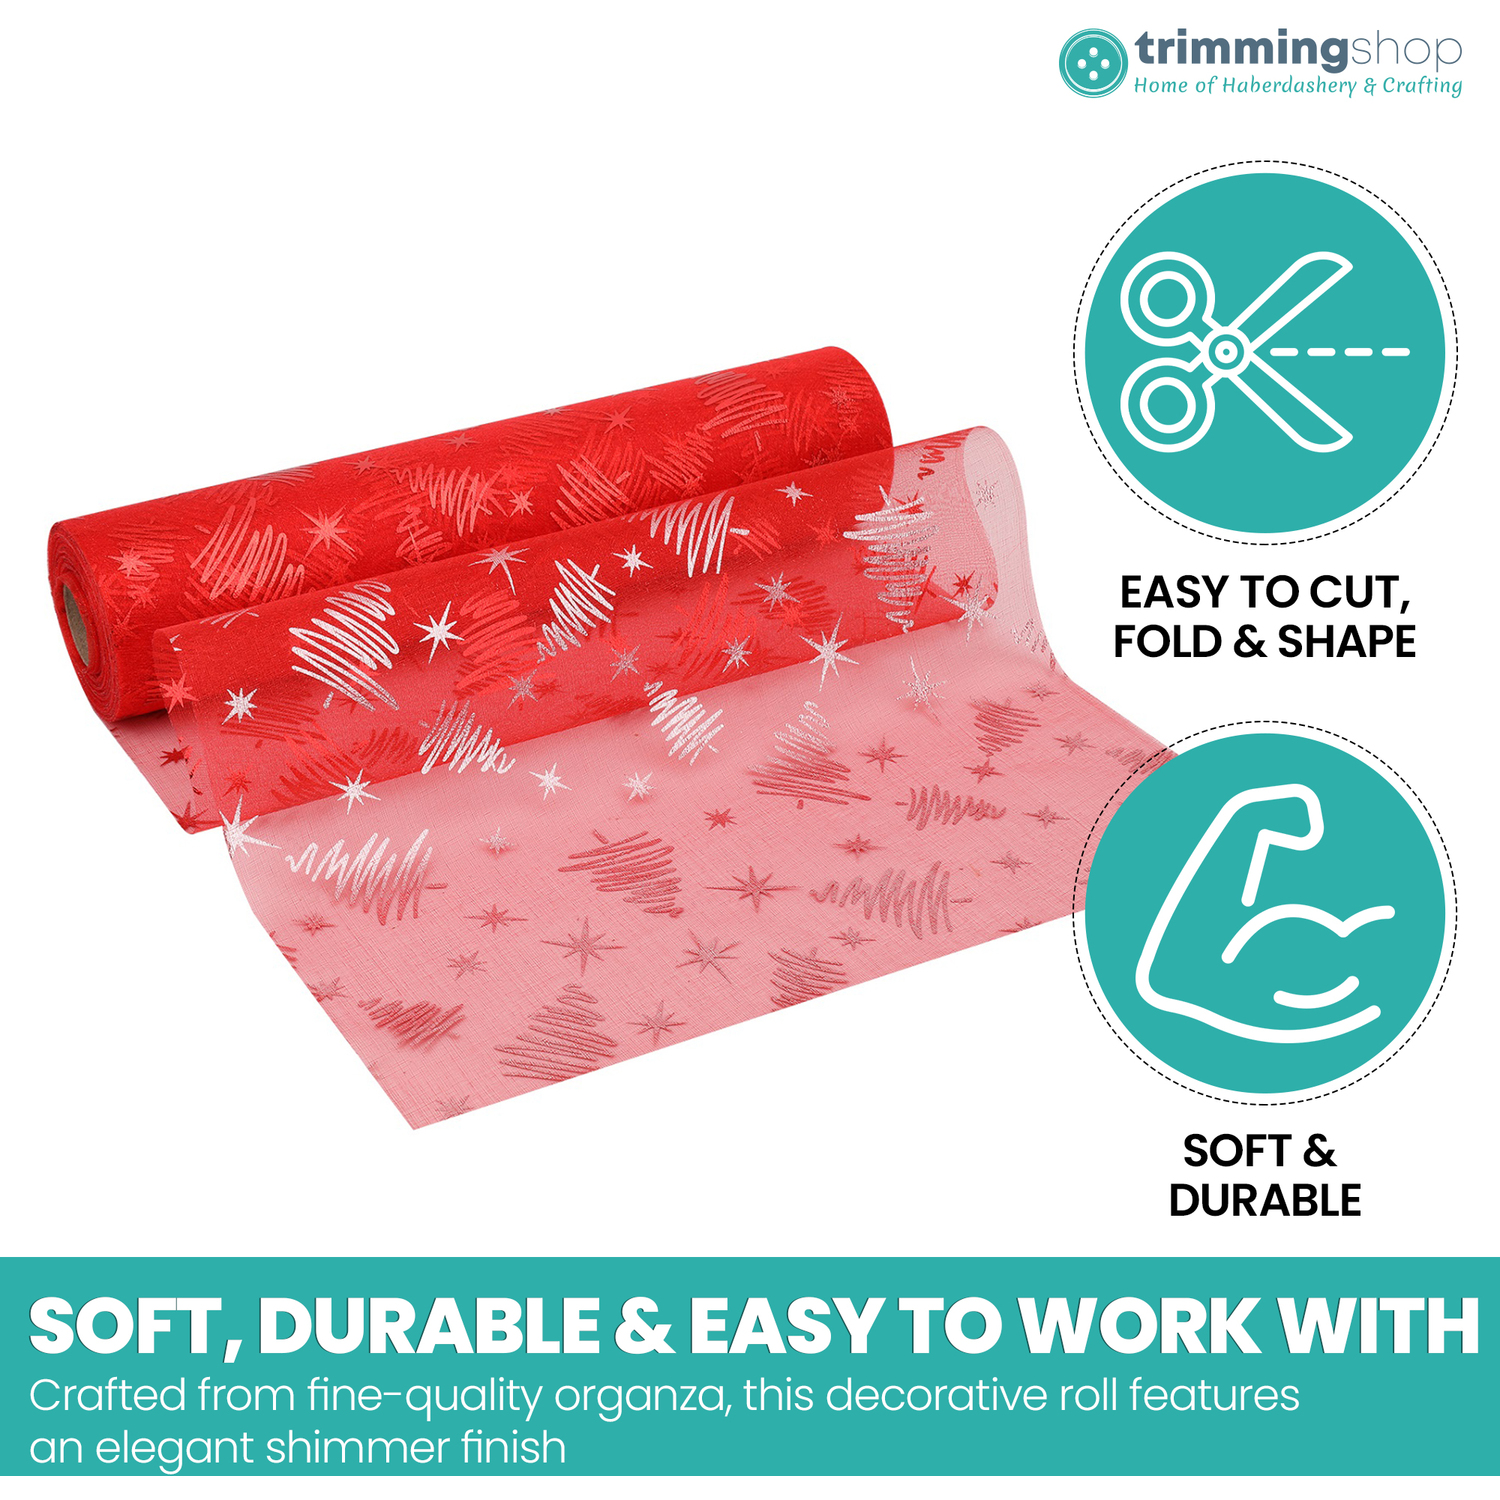 trimmingshop
Home of Haberdashery & Crafting
EASY TO CUT,
FOLD & SHAPE
SOFT &
DURABLE
SOFT, DURABLE & EASY TO WORK WITH
Crafted from fine-quality organza, this decorative roll features
an elegant shimmer finish